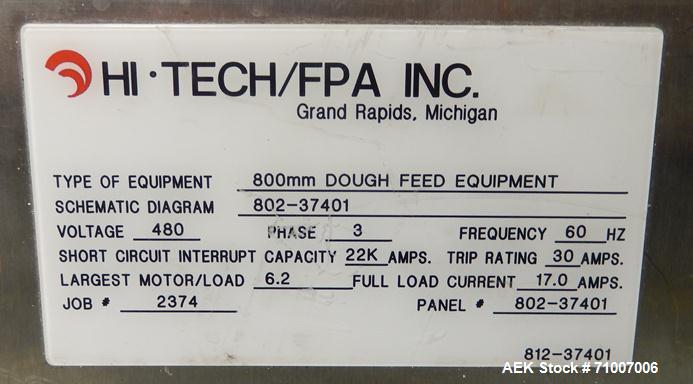 HI·TECH/FPA INC.
Grand Rapids, Michigan
TYPE OF EQUIPMENT 800mm DOUGH FEED EQUIPMENT
SCHEMATIC DIAGRAM 802-37401
VOLTAGE 480 PHASE 3 FREQUENCY 60 HZ
SHORT CIRCUIT INTERRUPT CAPACITY 22K AMPS. TRIP RATING 30 AMPS.
LARGEST MOTOR/LOAD 6.2 FULL LOAD CURRENT 17.0 AMPS.
JOB # 2374 PANEL # 802-37401
812-37401
AEK Stock # 71007006